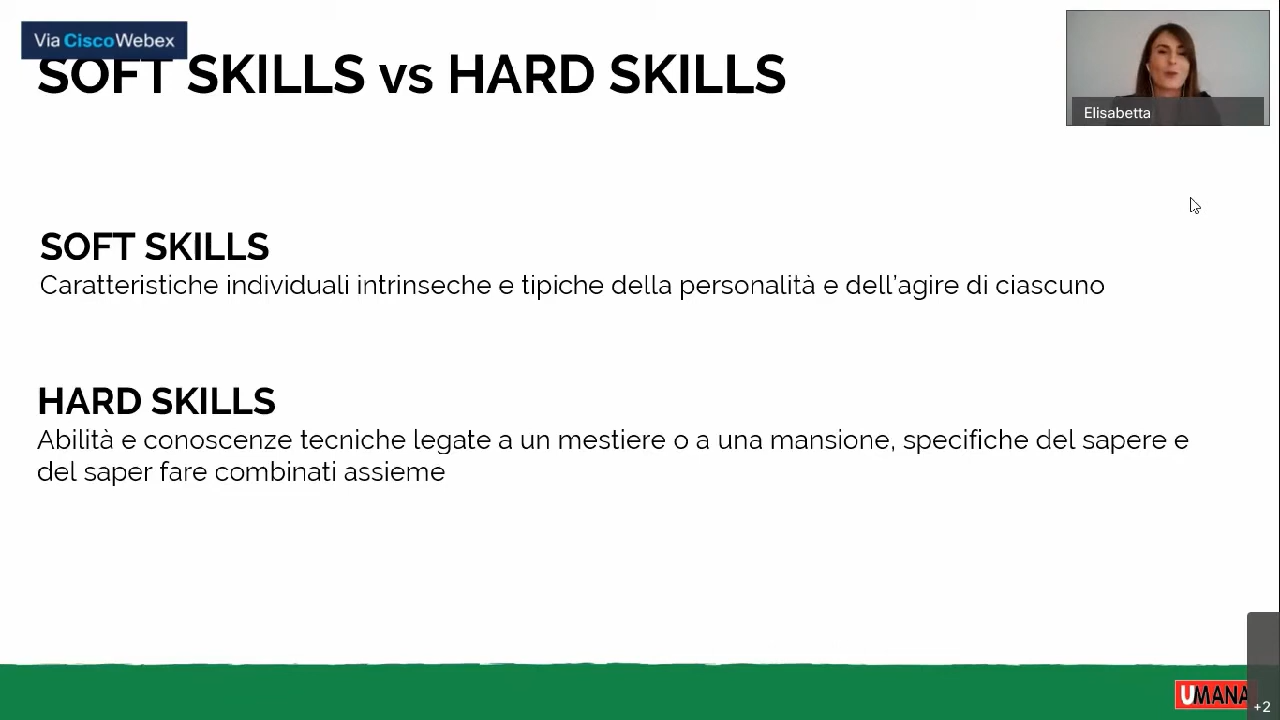 Via CiscoWebex
SOFT SKILLS vs HARD SKILLS
Elisabetta
SOFT SKILLS
Caratteristiche individuali intrinseche e tipiche della personalità e dell'agire di ciascuno
HARD SKILLS
Abilità e conoscenze tecniche legate a un mestiere o a una mansione, specifiche del sapere e
del saper fare combinati assieme
UMANA
+2